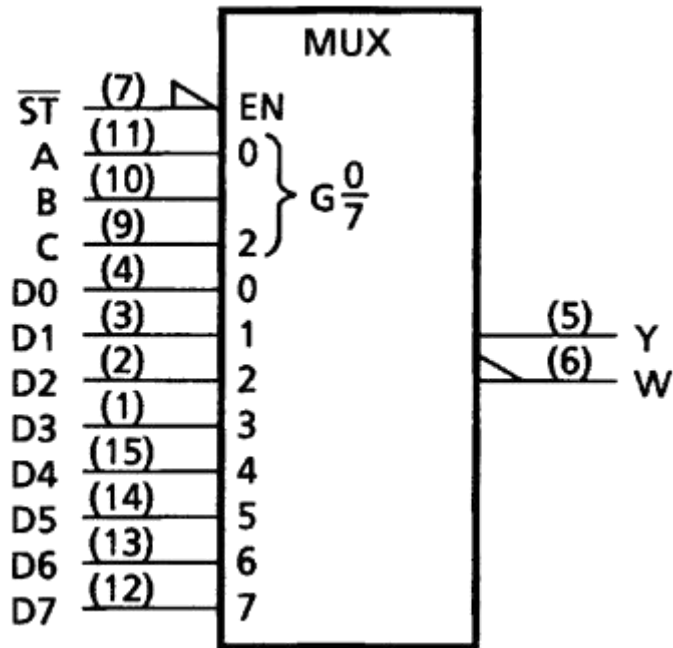 MUX
S̅T̅ (7) EN
A (11) 0
B (10)
G 0/7
C (9) 2
D0 (4) 0
D1 (3) 1 (5) Y
D2 (2) 2 (6) W
D3 (1) 3
D4 (15) 4
D5 (14) 5
D6 (13) 6
D7 (12) 7